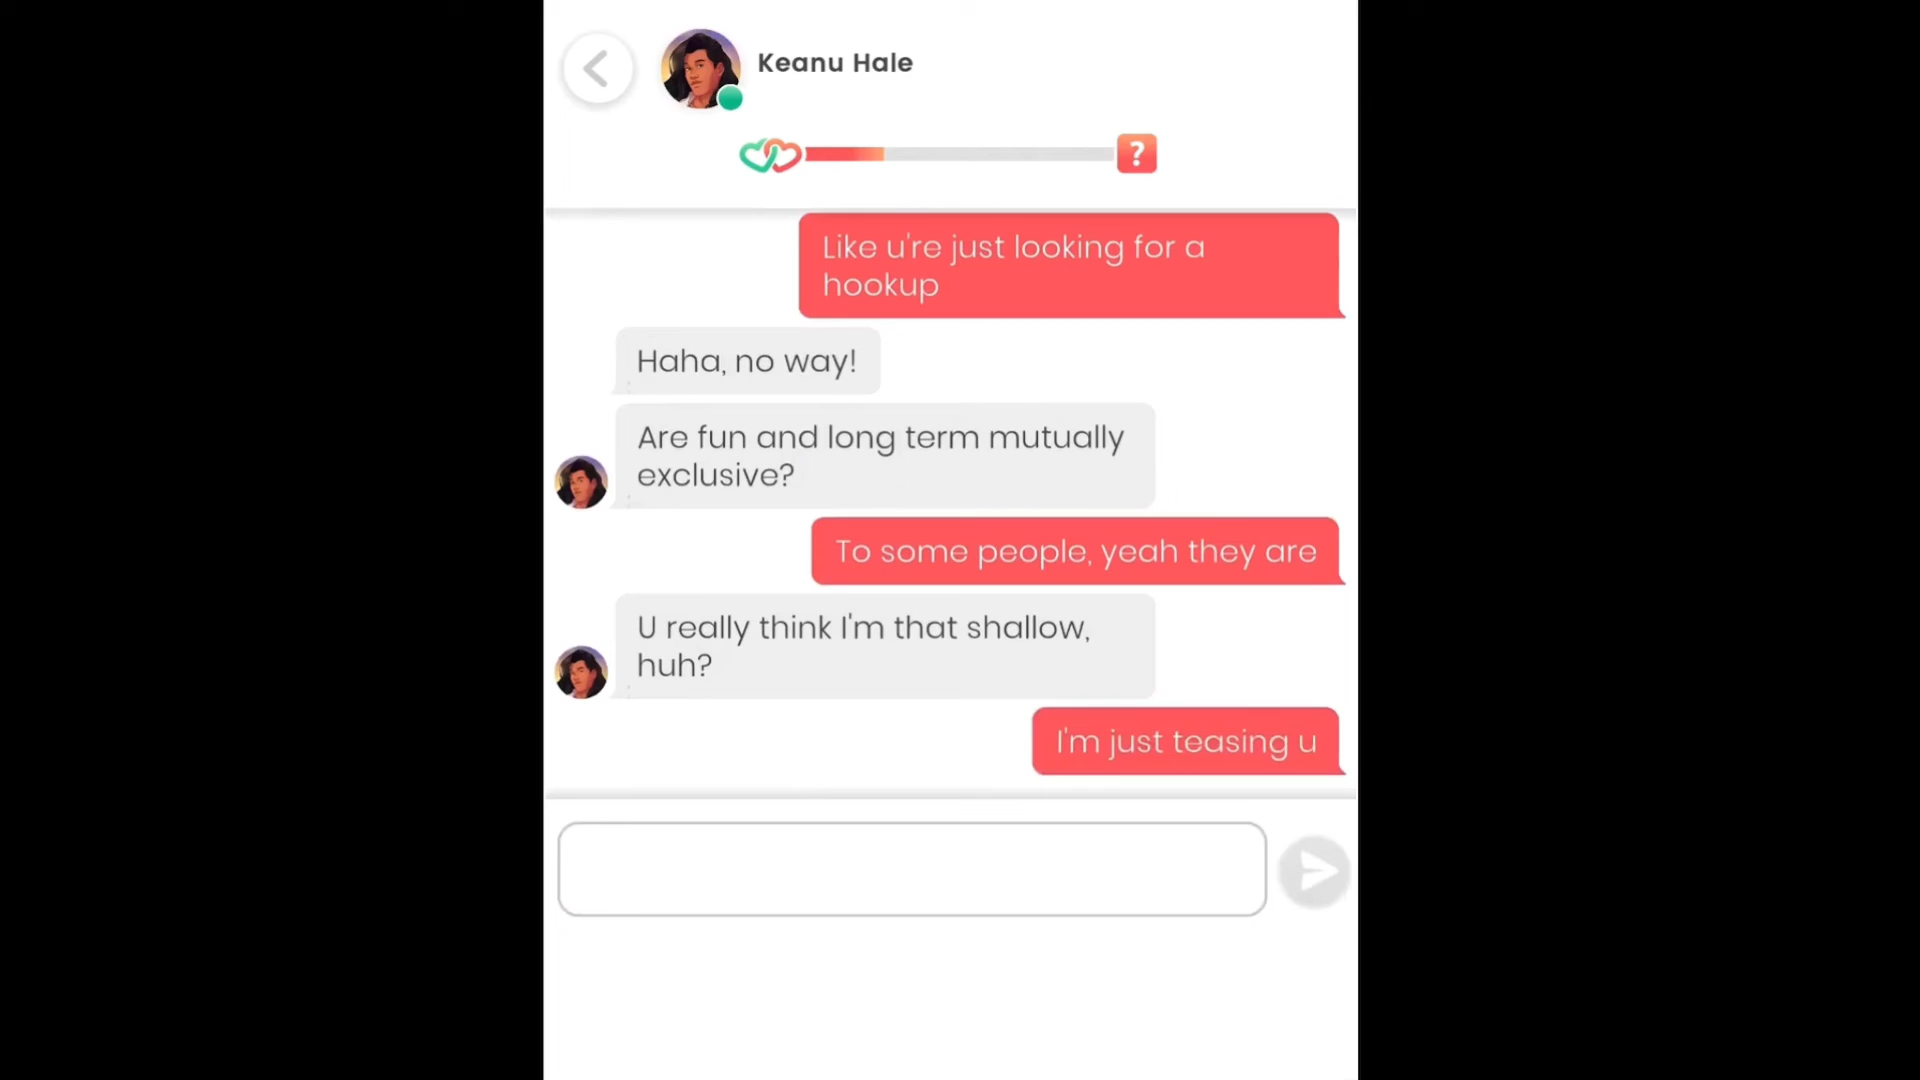 Keanu Hale
?
Like u're just looking for a
hookup
Haha, no way!
Are fun and long term mutually
exclusive?
To some people, yeah they are
U really think I'm that shallow,
huh?
I'm just teasing u